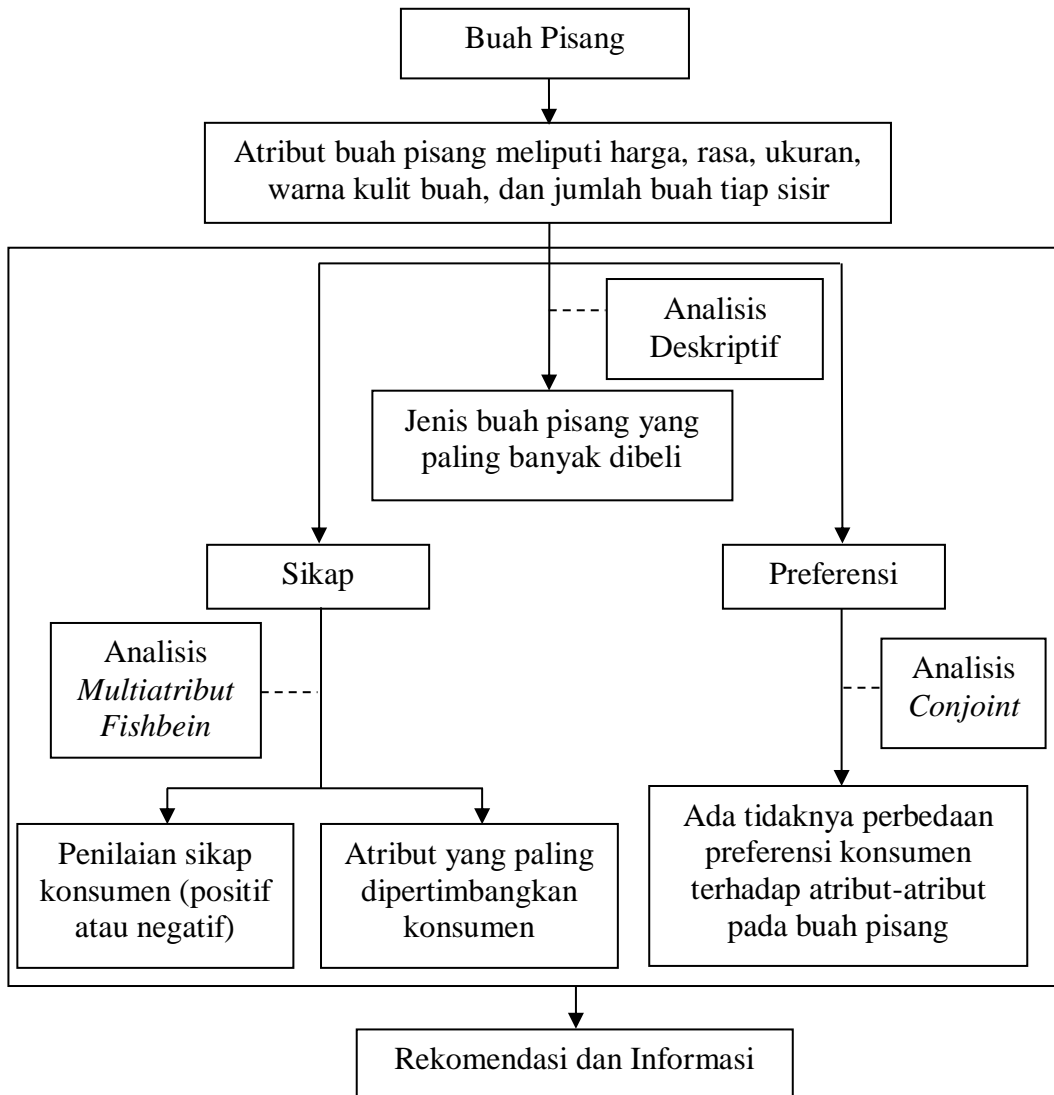 Buah Pisang
Atribut buah pisang meliputi harga, rasa, ukuran,
warna kulit buah, dan jumlah buah tiap sisir
Analisis
Deskriptif
Jenis buah pisang yang
paling banyak dibeli
Sikap
Preferensi
Analisis
Multiatribut
Fishbein
Analisis
Conjoint
Penilaian sikap
konsumen (positif
atau negatif)
Atribut yang paling
dipertimbangkan
konsumen
Ada tidaknya perbedaan
preferensi konsumen
terhadap atribut-atribut
pada buah pisang
Rekomendasi dan Informasi